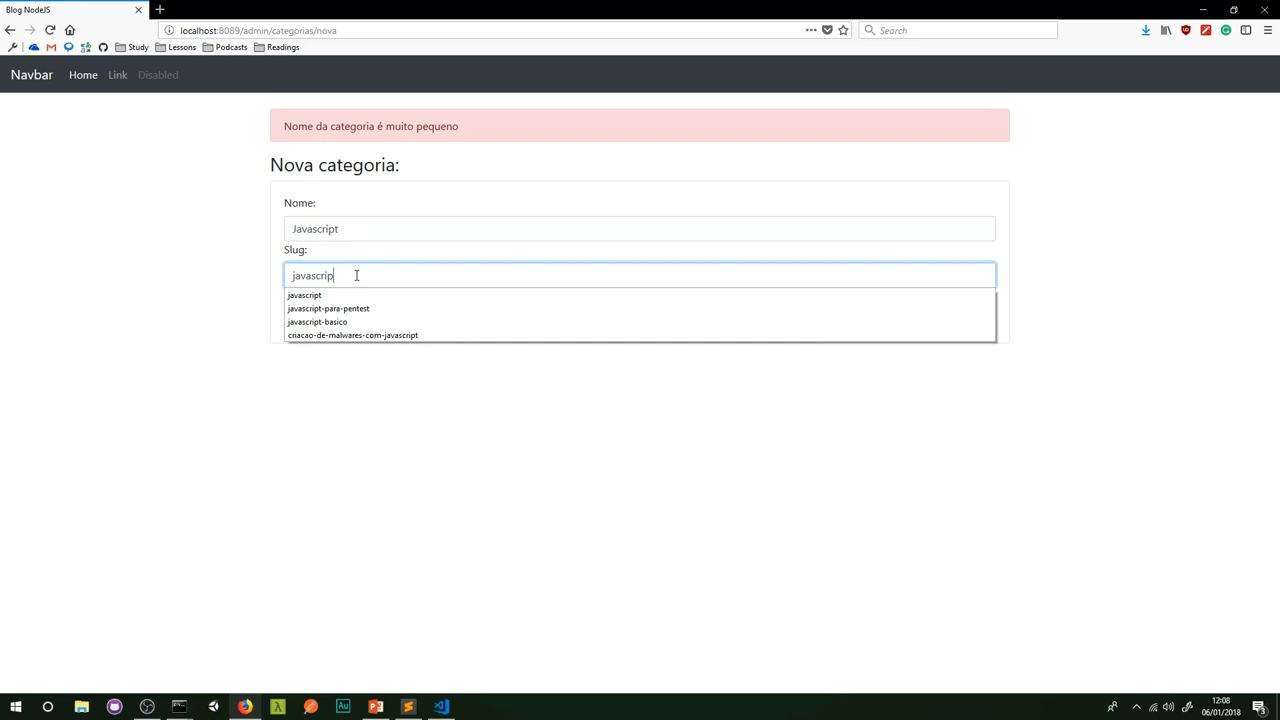 Blog NodeJS
localhost:8089/admin/categorias/nova
Search
Study
Lessons
Podcasts
Readings
Navbar
Home
Link
Disabled
Nome da categoria é muito pequeno
Nova categoria:
Nome:
Javascript
Slug:
javascrip
javascript
javascript-para-pentest
javascript-basico
criacao-de-malwares-com-javascript
Au
12:08
06/01/2018